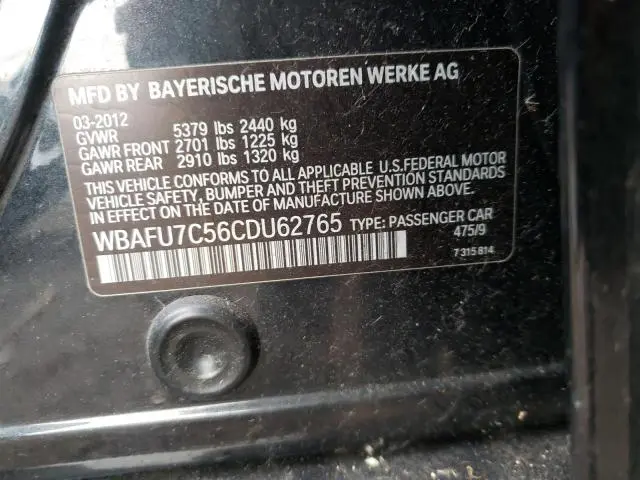 MFD BY BAYERISCHE MOTOREN WERKE AG
03-2012
GVWR 5379 lbs 2440 kg
GAWR FRONT 2701 lbs 1225 kg
GAWR REAR 2910 lbs 1320 kg
THIS VEHICLE CONFORMS TO ALL APPLICABLE U.S.FEDERAL MOTOR
VEHICLE SAFETY, BUMPER AND THEFT PREVENTION STANDARDS
IN EFFECT ON THE DATE OF MANUFACTURE SHOWN ABOVE.
WBAFU7C56CDU62765 TYPE: PASSENGER CAR
475/9
7 315 814